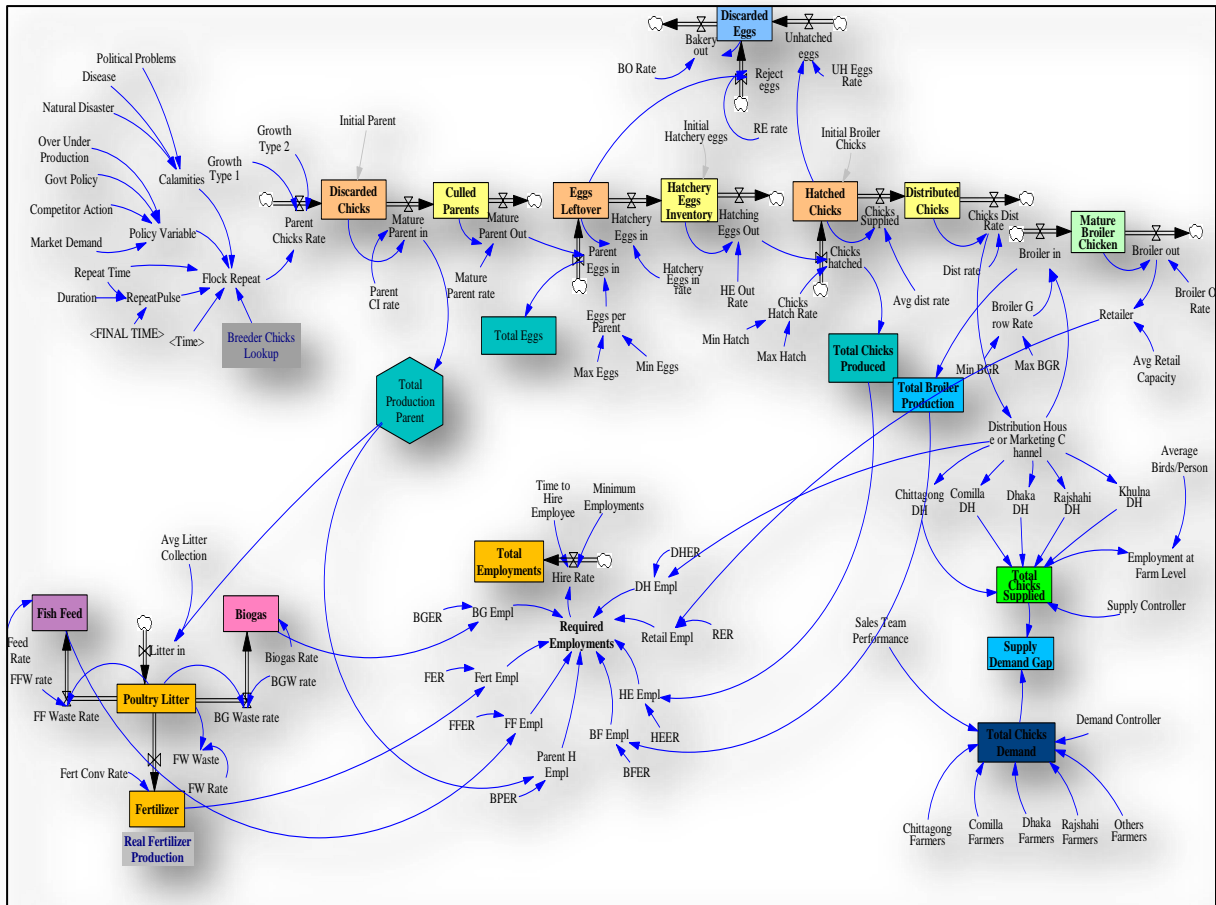 Discarded
Eggs
Bakery
out
Unhatched
eggs
BO Rate
Reject
eggs
UH Eggs
Rate
RE rate
Political Problems
Disease
Natural Disaster
Over Under
Production
Govt Policy
Competitor Action
Market Demand
Repeat Time
Duration
RepeatPulse
<FINAL TIME>
<Time>
Calamities
Policy Variable
Flock Repeat
Breeder Chicks
Lookup
Growth
Type 2
Growth
Type 1
Initial Parent
Parent
Chicks Rate
Discarded
Chicks
Mature
Parent in
Parent
CI rate
Culled
Parents
Mature
Parent Out
Mature
Parent rate
Eggs
Leftover
Parent
Eggs in
Hatchery
Eggs in
Hatchery
Eggs in rate
Initial
Hatchery eggs
Hatchery
Eggs
Inventory
Hatching
Eggs Out
HE Out
Rate
Initial Broiler
Chicks
Hatched
Chicks
Chicks
hatched
Chicks
Supplied
Distributed
Chicks
Chicks Dist
Rate
Dist rate
Avg dist rate
Broiler in
Mature
Broiler
Chicken
Broiler out
Broiler O
Rate
Retailer
Avg Retail
Capacity
Broiler G
row Rate
Min BGR
Max BGR
Total Eggs
Eggs per
Parent
Max Eggs
Min Eggs
Chicks
Hatch Rate
Min Hatch
Max Hatch
Total Chicks
Produced
Total Broiler
Production
Total
Production
Parent
Distribution Hous
e or Marketing C
hannel
Chittagong
DH
Comilla
DH
Dhaka
DH
Rajshahi
DH
Khulna
DH
Average
Birds/Person
Employment at
Farm Level
Total
Chicks
Supplied
Supply Controller
Supply
Demand Gap
Sales Team
Performance
Total Chicks
Demand
Demand Controller
Chittagong
Farmers
Comilla
Farmers
Dhaka
Farmers
Rajshahi
Farmers
Others
Farmers
Time to
Hire
Employee
Minimum
Employments
Total
Employments
Hire Rate
DHER
DH Empl
BGER
BG Empl
Required
Employments
Retail Empl
RER
FER
Fert Empl
FFER
FF Empl
Parent H
Empl
BPER
BF Empl
BFER
HE Empl
HEER
Avg Litter
Collection
Fish Feed
Feed
Rate
FFW rate
FF Waste Rate
Litter in
Biogas
Biogas Rate
BGW rate
BG Waste rate
Poultry Litter
FW Waste
FW Rate
Fert Conv Rate
Fertilizer
Real Fertilizer
Production